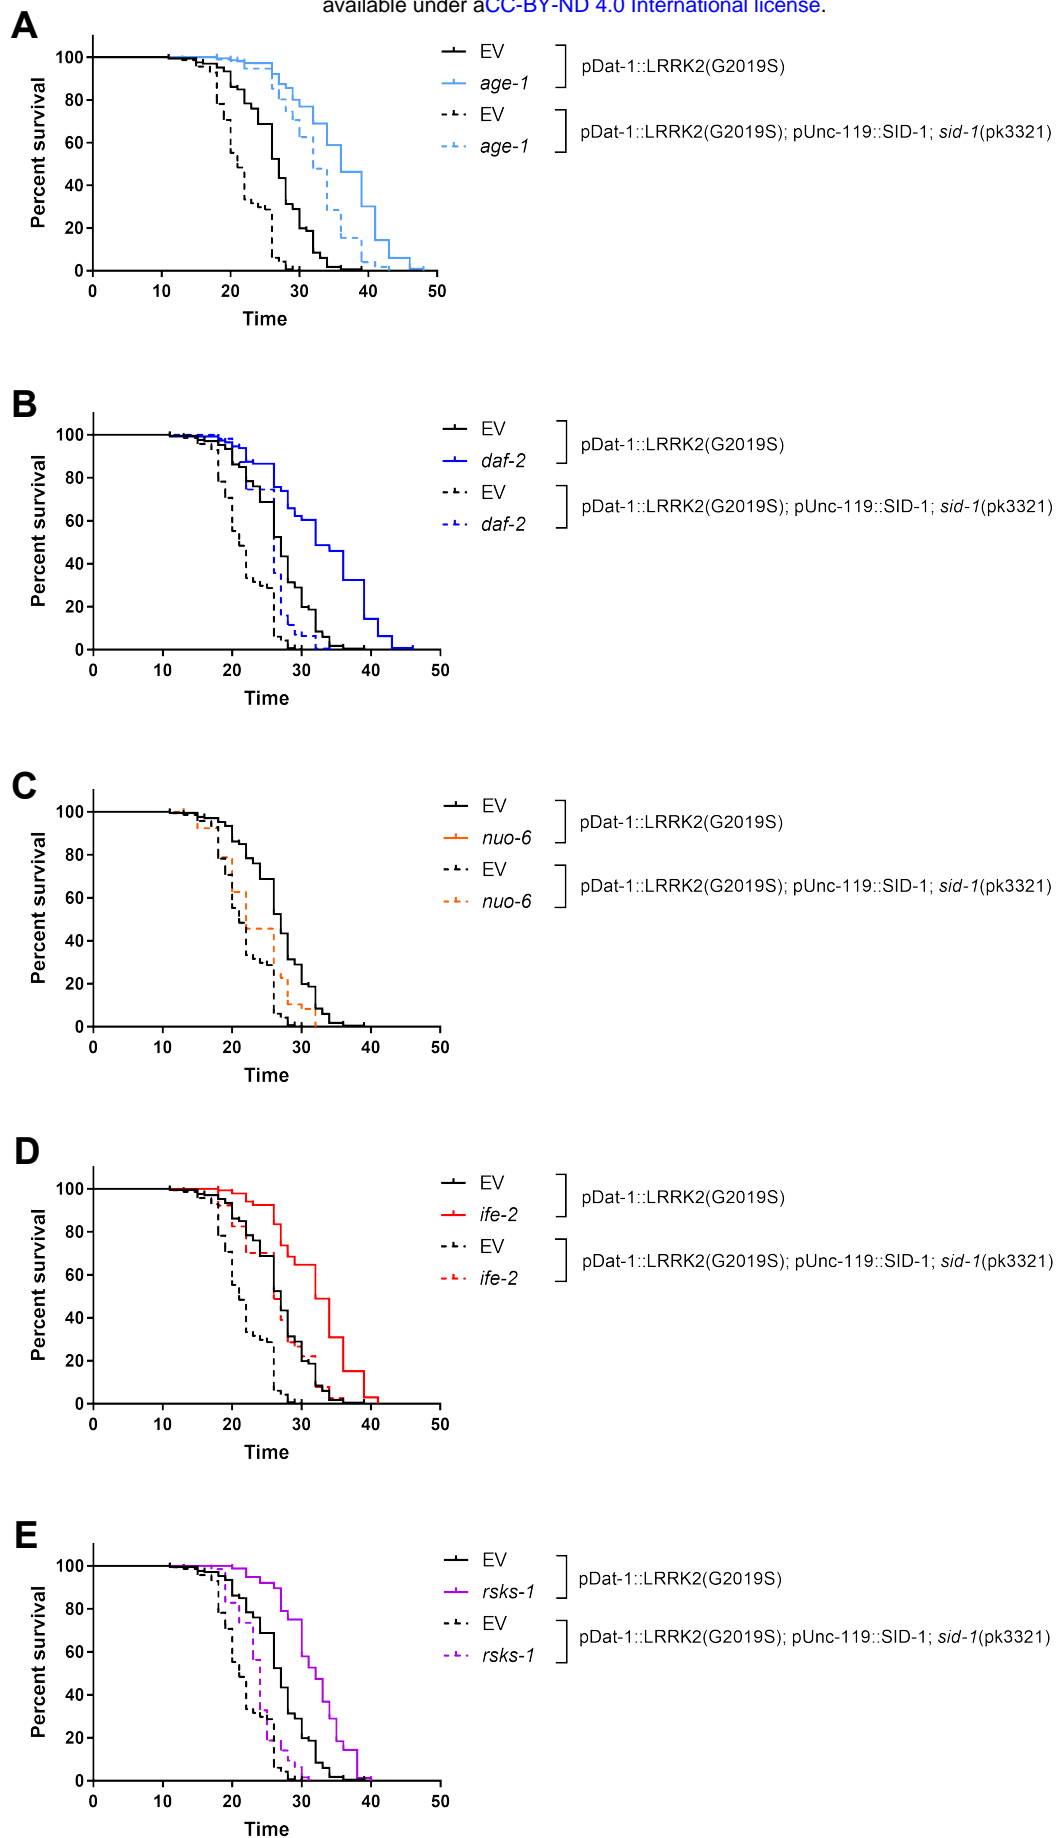 available under aCC-BY-ND 4.0 International license.
A
Percent survival
100
80
60
40
20
0
0 10 20 30 40 50
Time
EV
age-1
pDat-1::LRRK2(G2019S)
EV
age-1
pDat-1::LRRK2(G2019S); pUnc-119::SID-1; sid-1(pk3321)
B
Percent survival
100
80
60
40
20
0
0 10 20 30 40 50
Time
EV
daf-2
pDat-1::LRRK2(G2019S)
EV
daf-2
pDat-1::LRRK2(G2019S); pUnc-119::SID-1; sid-1(pk3321)
C
Percent survival
100
80
60
40
20
0
0 10 20 30 40 50
Time
EV
nuo-6
pDat-1::LRRK2(G2019S)
EV
nuo-6
pDat-1::LRRK2(G2019S); pUnc-119::SID-1; sid-1(pk3321)
D
Percent survival
100
80
60
40
20
0
0 10 20 30 40 50
Time
EV
ife-2
pDat-1::LRRK2(G2019S)
EV
ife-2
pDat-1::LRRK2(G2019S); pUnc-119::SID-1; sid-1(pk3321)
E
Percent survival
100
80
60
40
20
0
0 10 20 30 40 50
Time
EV
rsks-1
pDat-1::LRRK2(G2019S)
EV
rsks-1
pDat-1::LRRK2(G2019S); pUnc-119::SID-1; sid-1(pk3321)